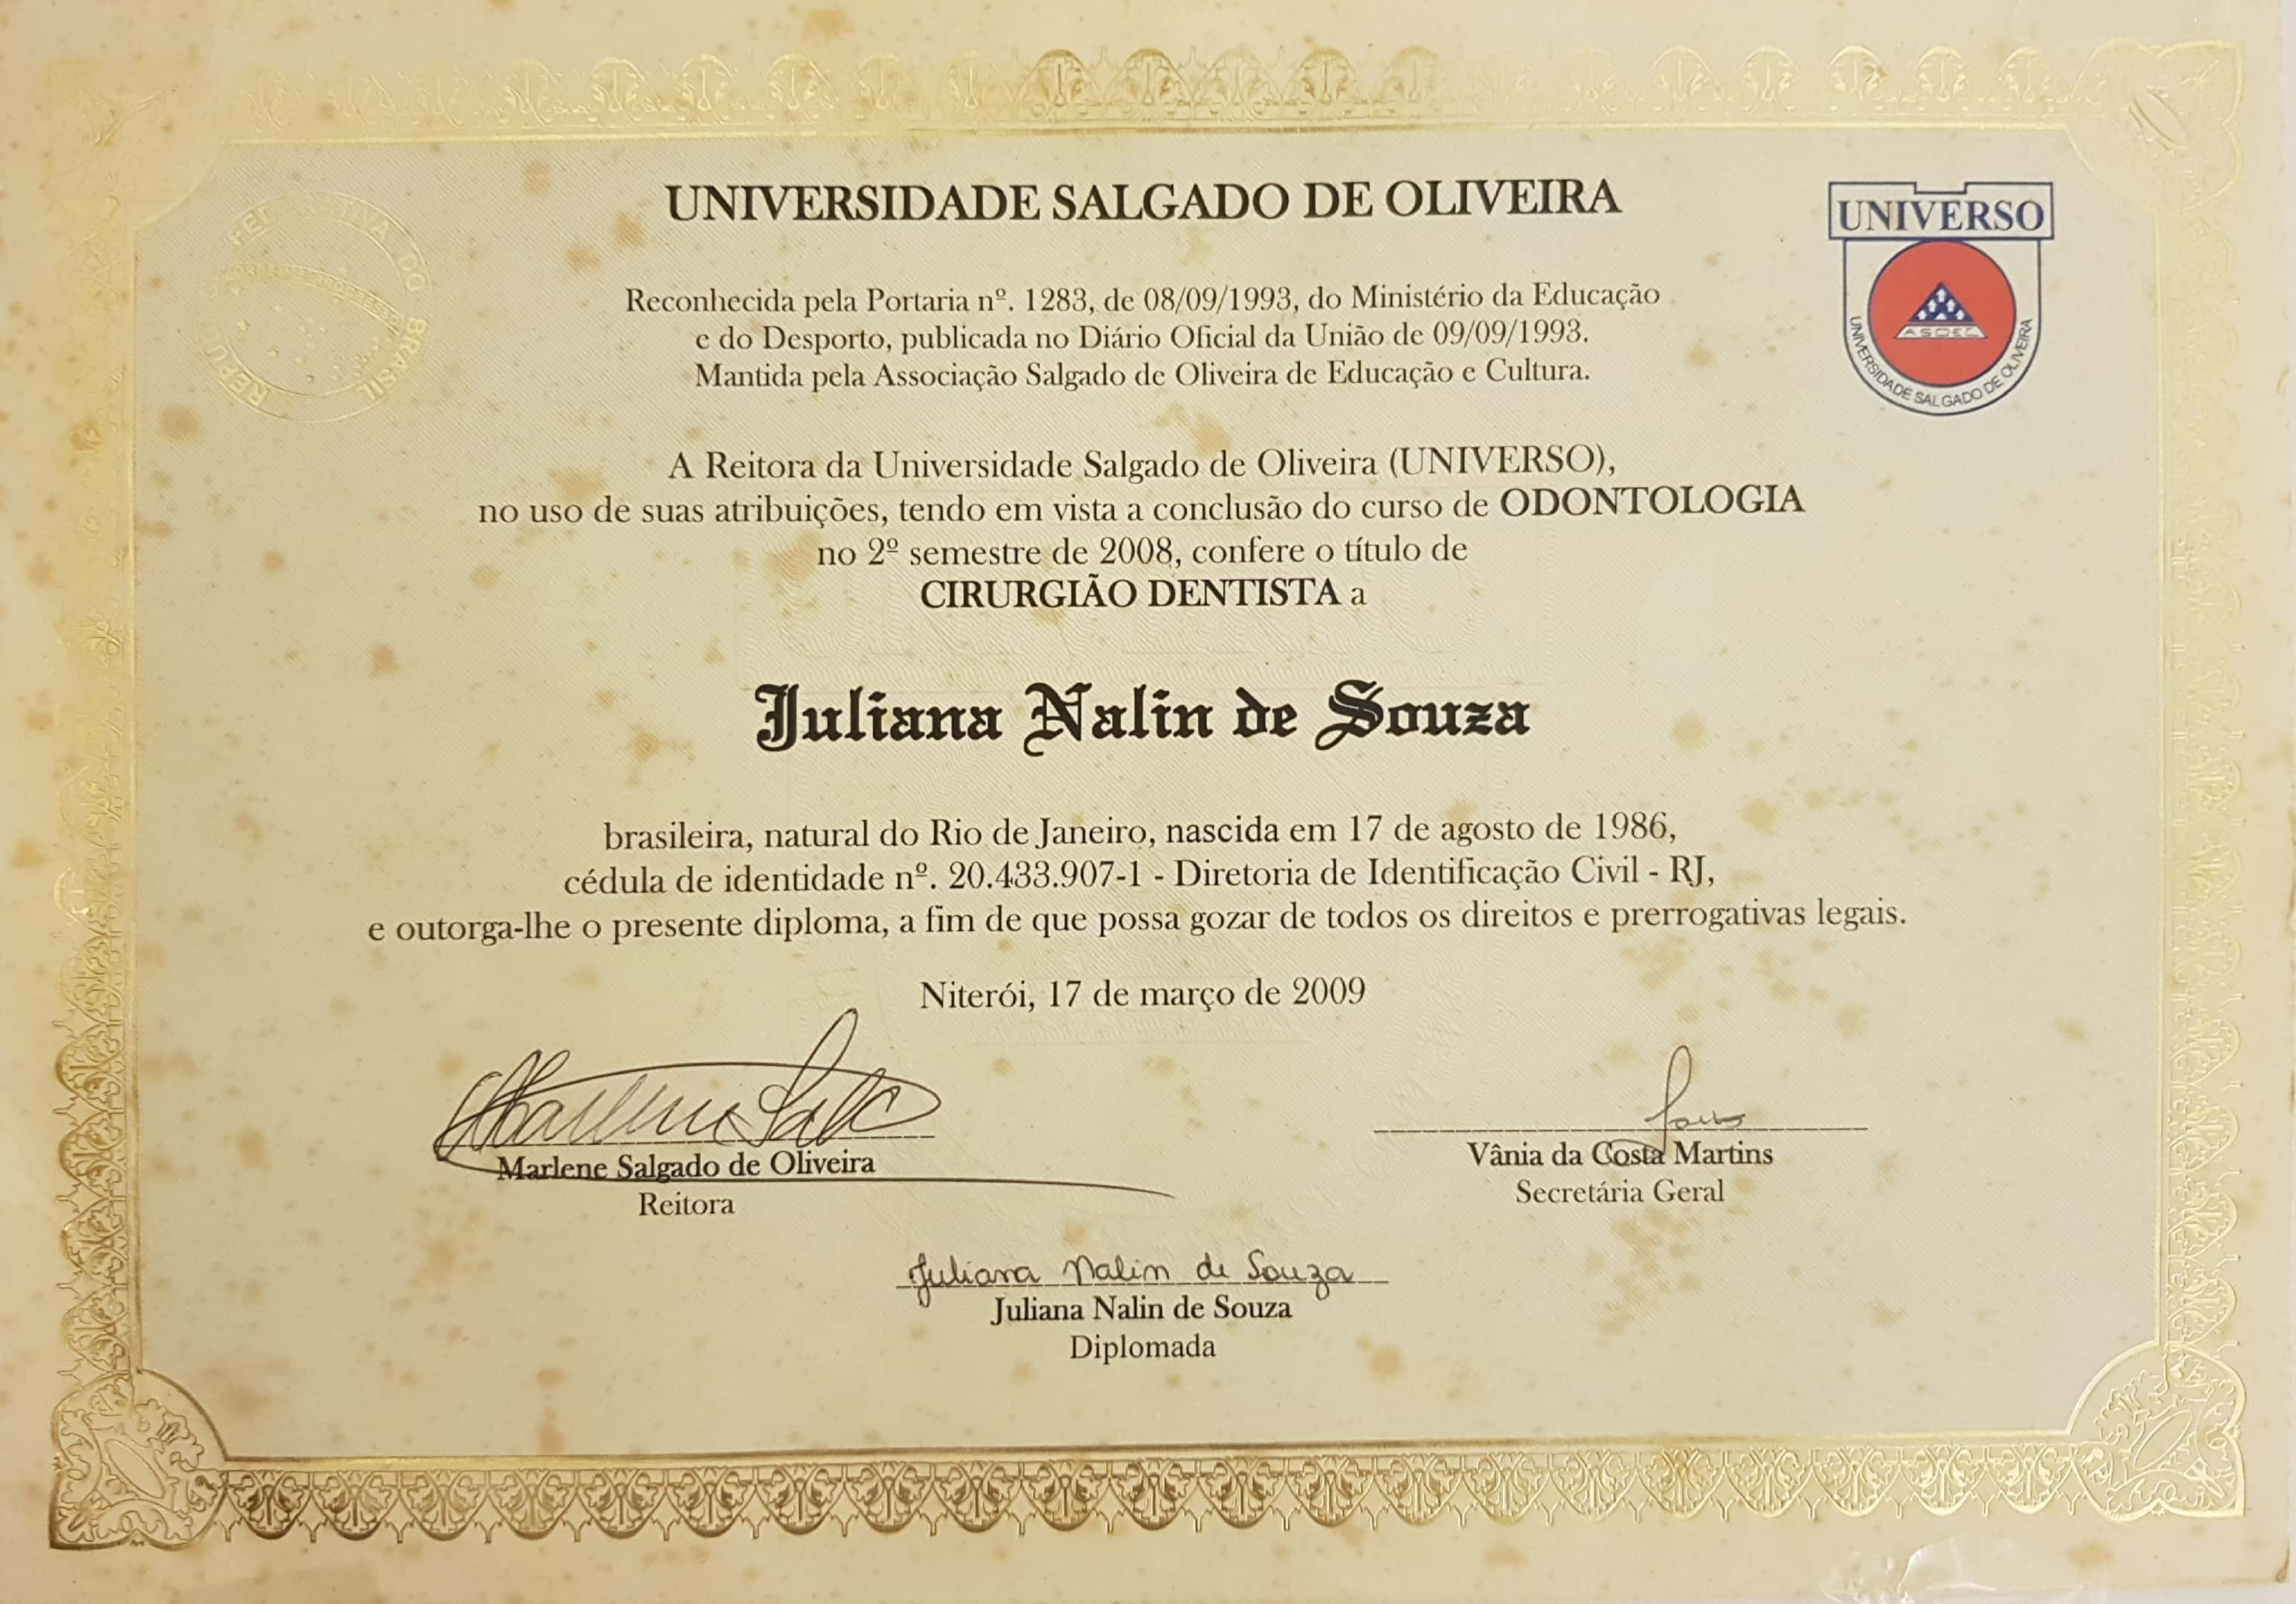 UNIVERSIDADE SALGADO DE OLIVEIRA
UNIVERSO
ASOEC
UNIVERSIDADE SALGADO DE OLIVEIRA
DO BRASIL
Reconhecida pela Portaria nº. 1283, de 08/09/1993, do Ministério da Educação
e do Desporto, publicada no Diário Oficial da União de 09/09/1993.
Mantida pela Associação Salgado de Oliveira de Educação e Cultura.
A Reitora da Universidade Salgado de Oliveira (UNIVERSO),
no uso de suas atribuições, tendo em vista a conclusão do curso de ODONTOLOGIA
no 2º semestre de 2008, confere o título de
CIRURGIÃO DENTISTA a
Juliana Nalin de Souza
brasileira, natural do Rio de Janeiro, nascida em 17 de agosto de 1986,
cédula de identidade nº. 20.433.907-1 - Diretoria de Identificação Civil - RJ,
e outorga-lhe o presente diploma, a fim de que possa gozar de todos os direitos e prerrogativas legais.
Niterói, 17 de março de 2009
Marlene Salgado de Oliveira
Reitora
Vânia da Costa Martins
Secretária Geral
Juliana Nalin de Souza
Juliana Nalin de Souza
Diplomada